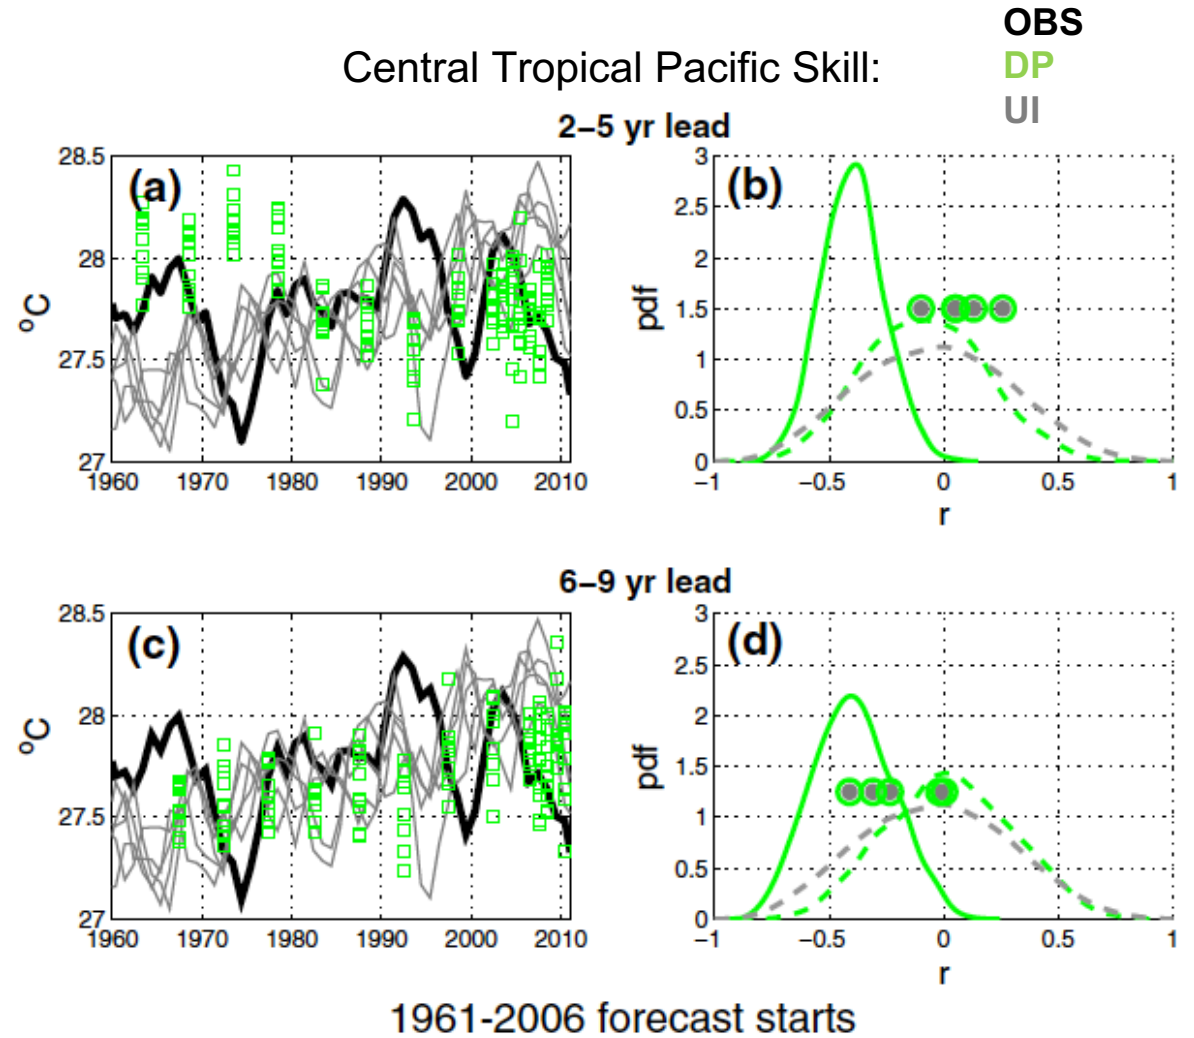 OBS
Central Tropical Pacific Skill:
DP
UI
2–5 yr lead
(a)
(b)
28.5
28
27.5
27
°C
1960 1970 1980 1990 2000 2010
3
2.5
2
1.5
1
0.5
0
pdf
−1 −0.5 0 0.5 1
r
6–9 yr lead
(c)
(d)
28.5
28
27.5
27
°C
1960 1970 1980 1990 2000 2010
3
2.5
2
1.5
1
0.5
0
pdf
−1 −0.5 0 0.5 1
r
1961-2006 forecast starts